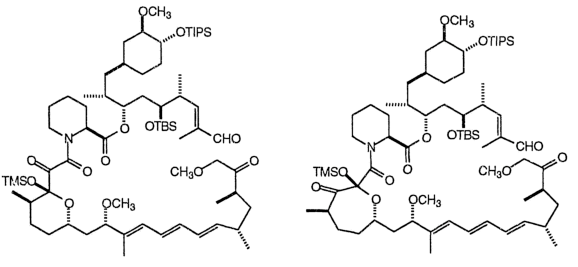 OCH₃ OCH₃
OTIPS OTIPS
OTBS CHO OTBS CHO
N O N O
O O O O
O O
CH₃O O CH₃O O
TMSO TMSO
O O O
OCH₃ OCH₃